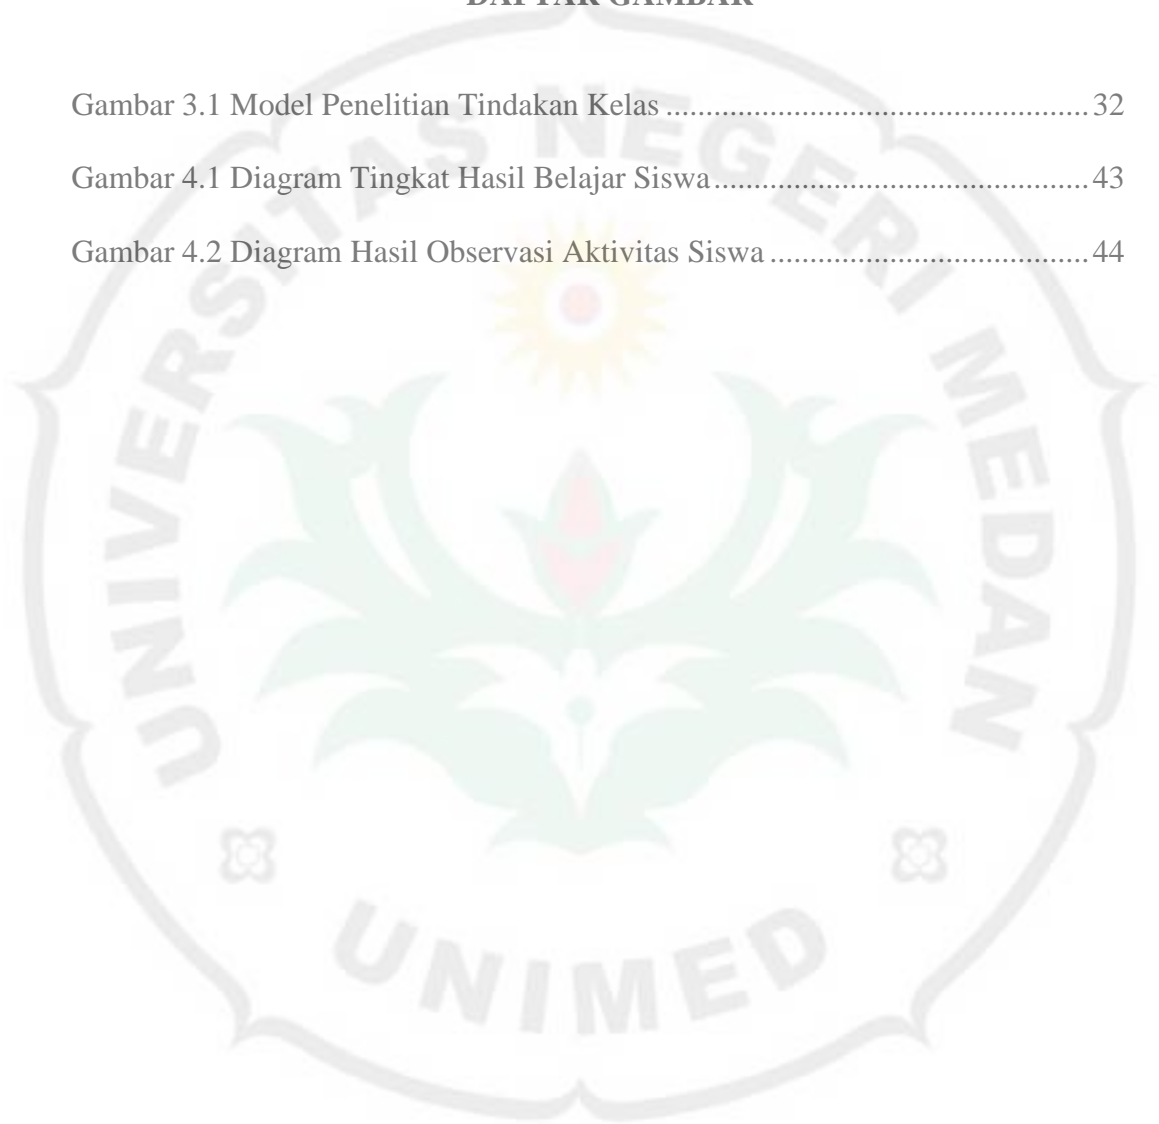 DAFTAR GAMBAR
Gambar 3.1 Model Penelitian Tindakan Kelas ..................................................... 32
Gambar 4.1 Diagram Tingkat Hasil Belajar Siswa ............................................... 43
Gambar 4.2 Diagram Hasil Observasi Aktivitas Siswa ........................................ 44
UNIVERSITAS NEGERI MEDAN
UNIMED